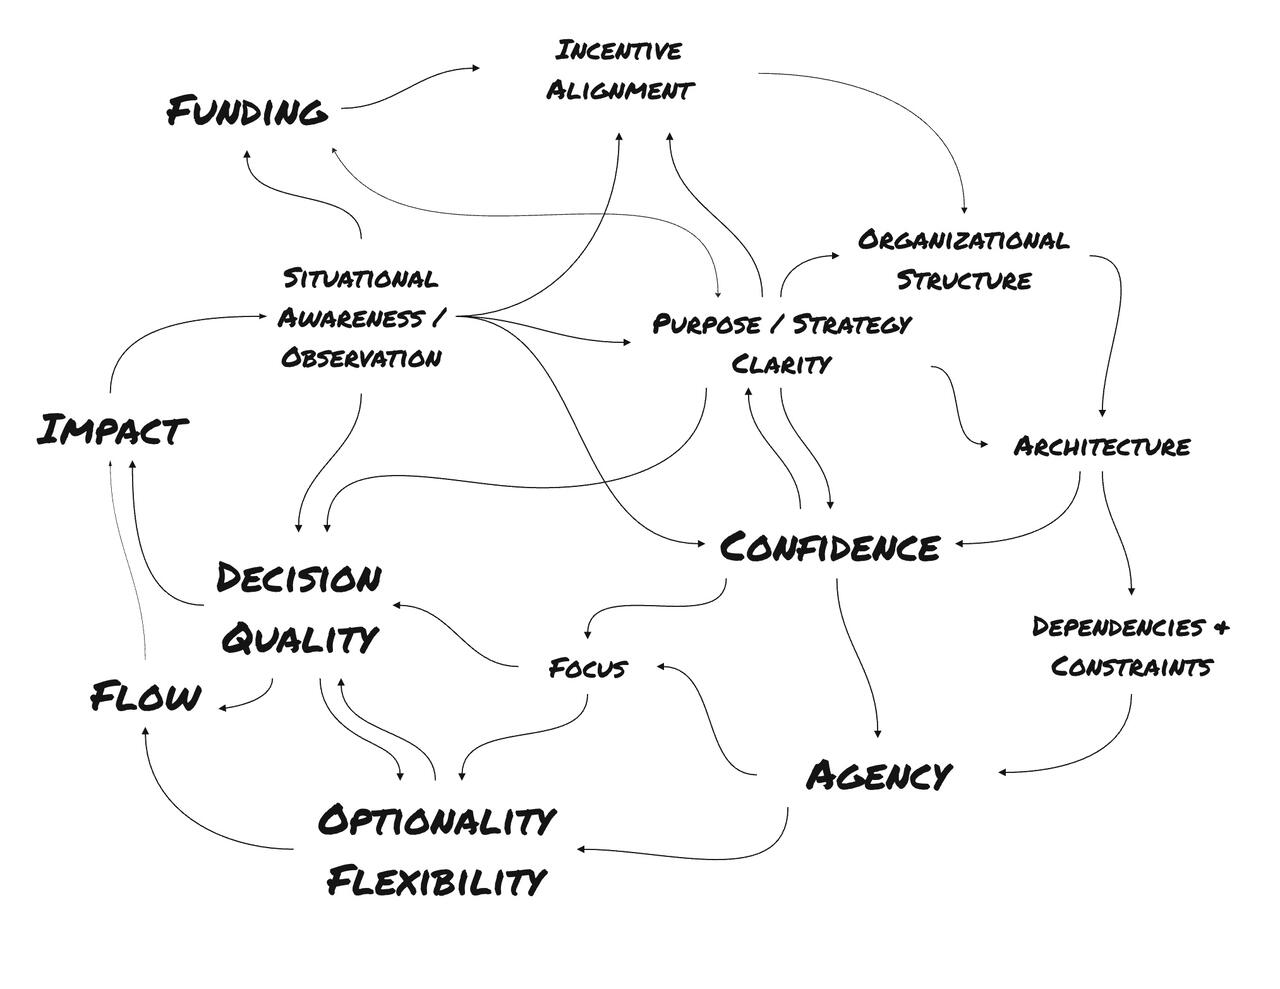 Incentive
Alignment
Funding
Organizational
Structure
Situational
Awareness /
Observation
Purpose / Strategy
Clarity
Impact
Architecture
Confidence
Decision
Quality
Dependencies +
Constraints
Focus
Flow
Agency
Optionality
Flexibility